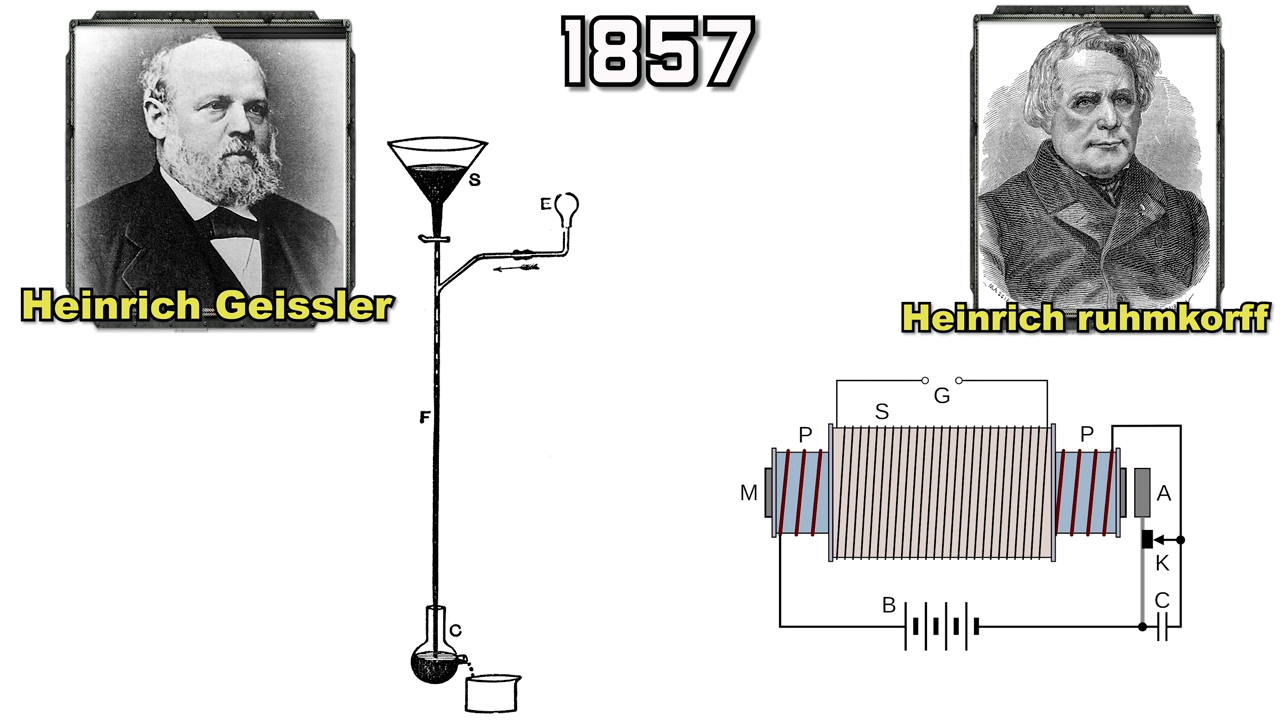 1857
Heinrich Geissler
Heinrich ruhmkorff
S
E
F
C
G
S
P
P
M
A
K
B
C